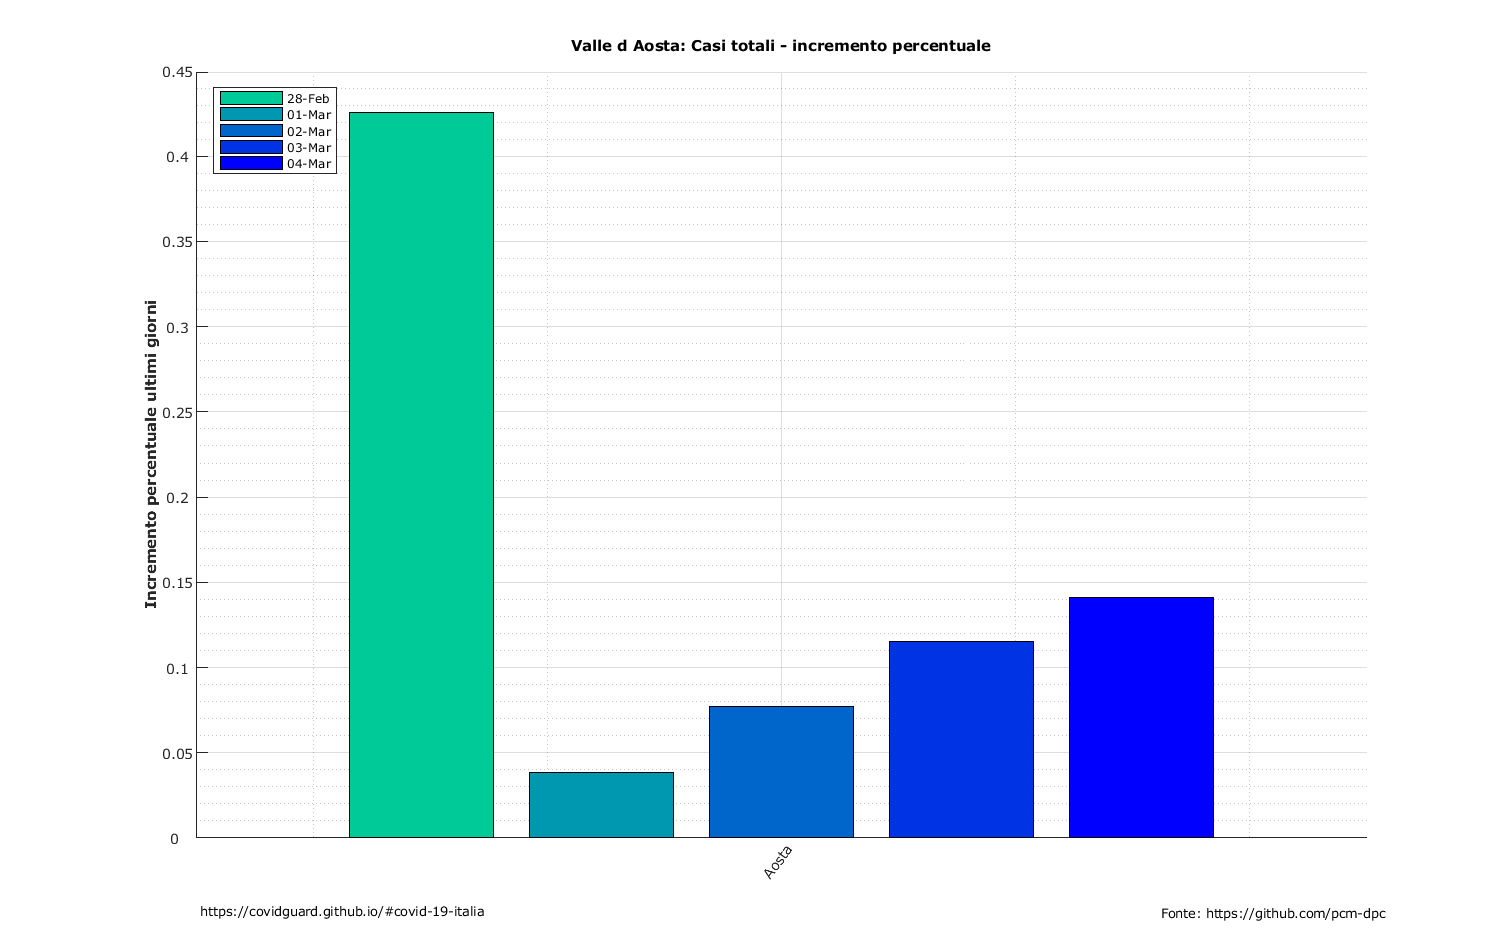 Valle d Aosta: Casi totali - incremento percentuale
0.45
0.4
0.35
0.3
0.25
0.2
0.15
0.1
0.05
0
Incremento percentuale ultimi giorni
28-Feb
01-Mar
02-Mar
03-Mar
04-Mar
Aosta
https://covidguard.github.io/#covid-19-italia
Fonte: https://github.com/pcm-dpc